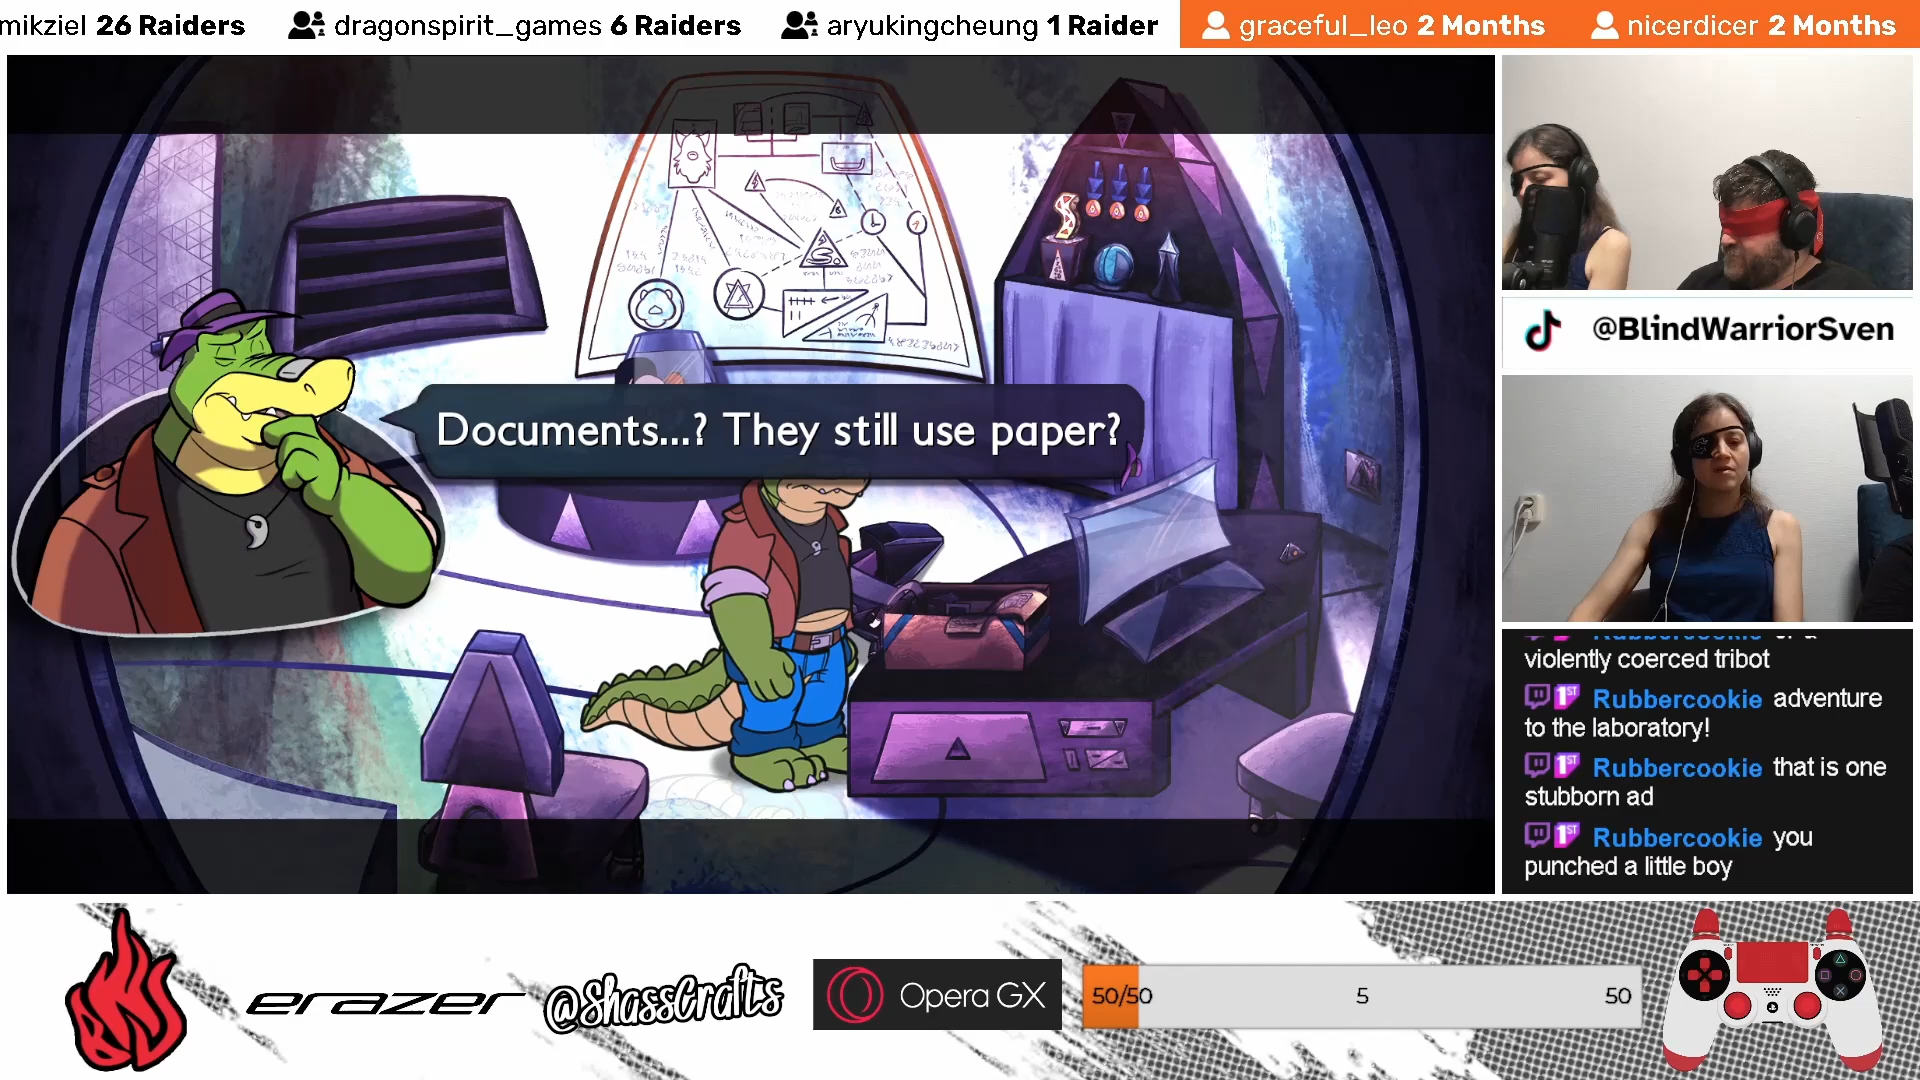 mikziel 26 Raiders
dragonspirit_games 6 Raiders
aryukingcheung 1 Raider
graceful_leo 2 Months
nicerdicer 2 Months
Documents...? They still use paper?
@BlindWarriorSven
violently coerced tribot
Rubbercookie adventure
to the laboratory!
Rubbercookie that is one
stubborn ad
Rubbercookie you
punched a little boy
erazer
@ShassCrafts
Opera GX
50/50
5
50